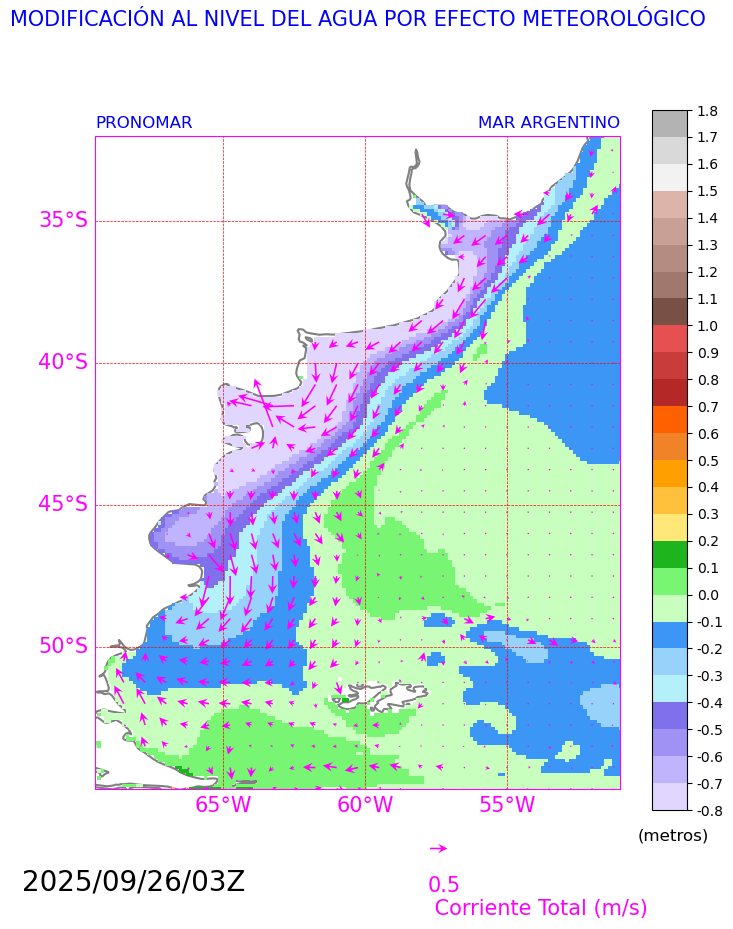 MODIFICACIÓN AL NIVEL DEL AGUA POR EFECTO METEOROLÓGICO
PRONOMAR MAR ARGENTINO
35°S
40°S
45°S
50°S
65°W 60°W 55°W
1.8
1.7
1.6
1.5
1.4
1.3
1.2
1.1
1.0
0.9
0.8
0.7
0.6
0.5
0.4
0.3
0.2
0.1
0.0
-0.1
-0.2
-0.3
-0.4
-0.5
-0.6
-0.7
-0.8
(metros)
2025/09/26/03Z
0.5
Corriente Total (m/s)